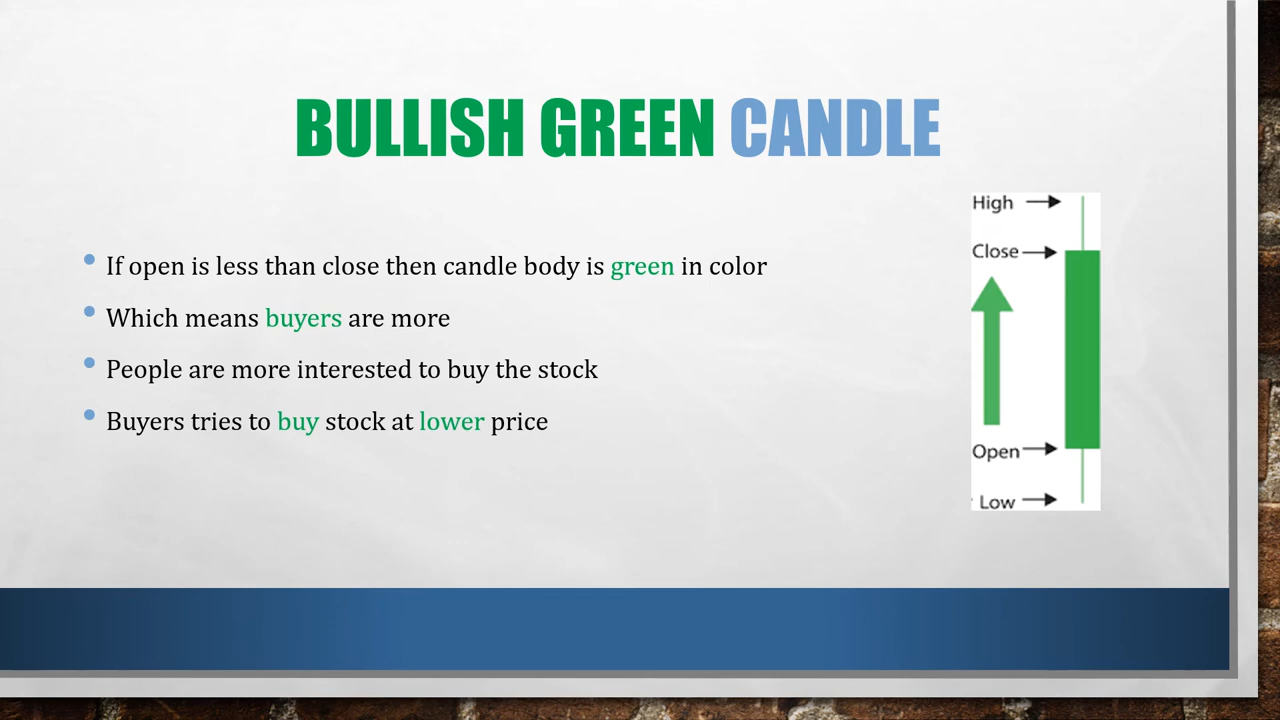 BULLISH GREEN CANDLE
If open is less than close then candle body is green in color
Which means buyers are more
People are more interested to buy the stock
Buyers tries to buy stock at lower price
High
Close
Open
Low